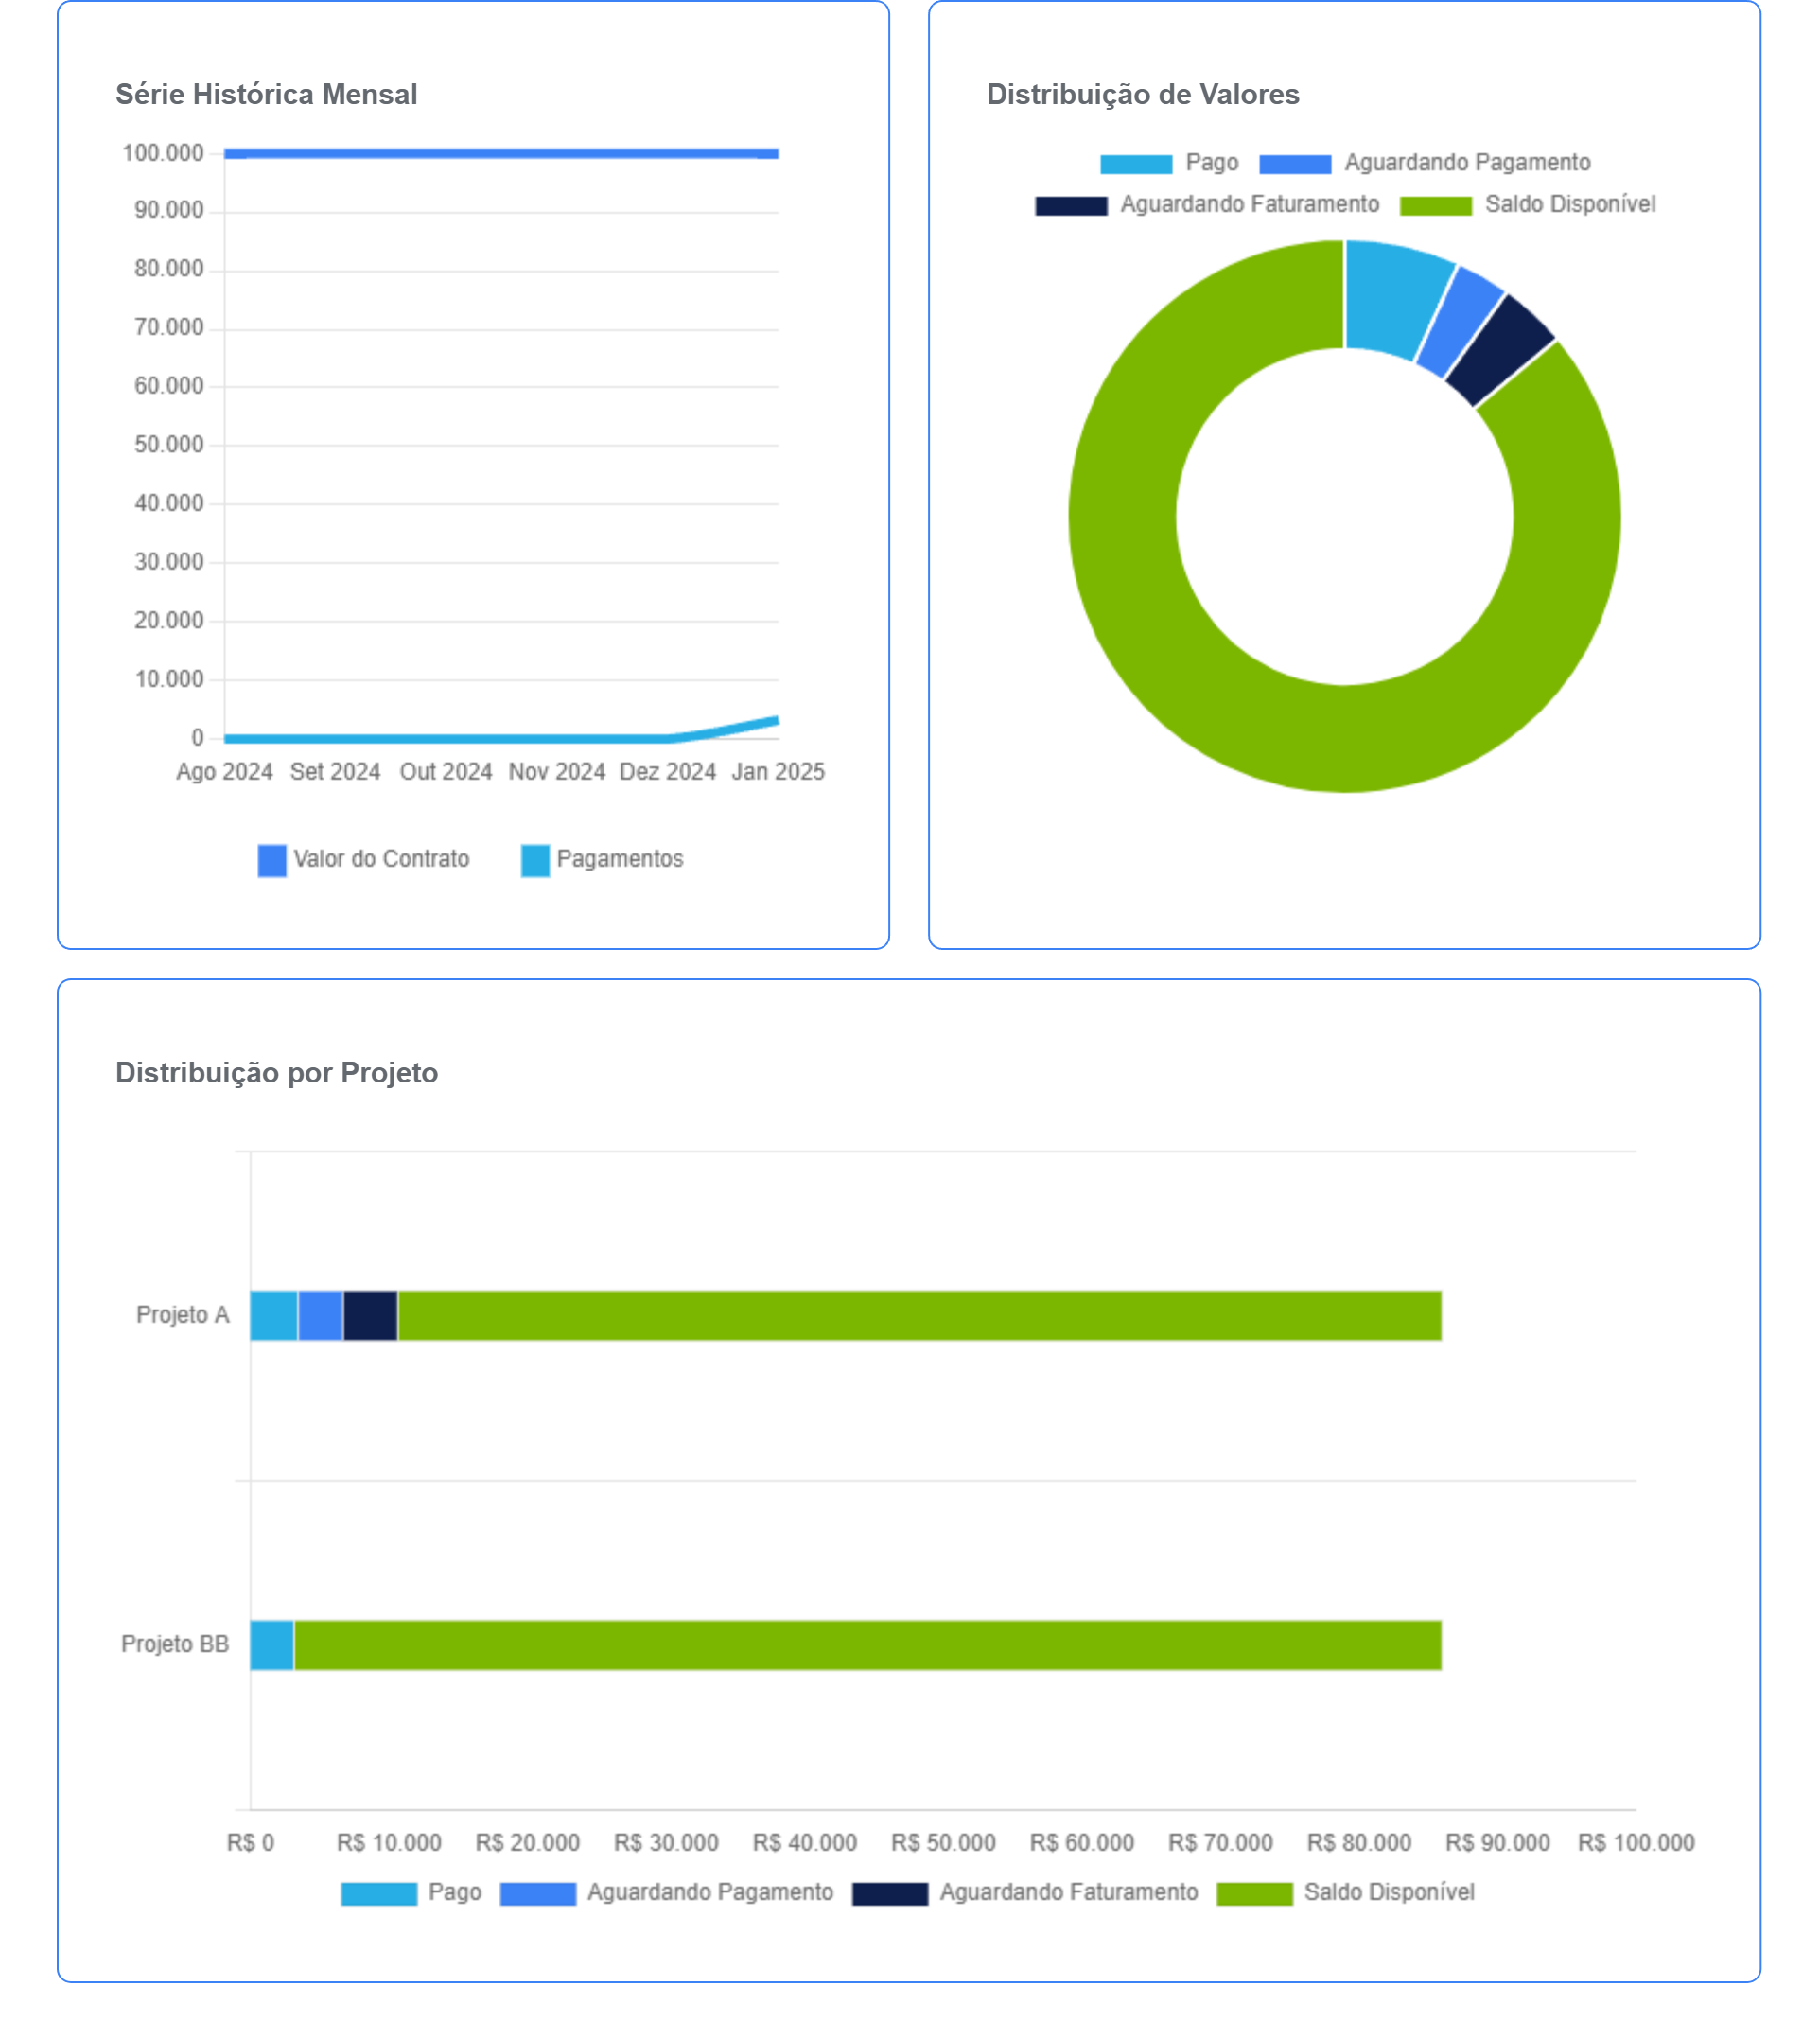 Série Histórica Mensal
100.000
90.000
80.000
70.000
60.000
50.000
40.000
30.000
20.000
10.000
0
Ago 2024 Set 2024 Out 2024 Nov 2024 Dez 2024 Jan 2025
Valor do Contrato Pagamentos
Distribuição de Valores
Pago Aguardando Pagamento
Aguardando Faturamento Saldo Disponível
Distribuição por Projeto
Projeto A
Projeto BB
R$ 0 R$ 10.000 R$ 20.000 R$ 30.000 R$ 40.000 R$ 50.000 R$ 60.000 R$ 70.000 R$ 80.000 R$ 90.000 R$ 100.000
Pago Aguardando Pagamento Aguardando Faturamento Saldo Disponível